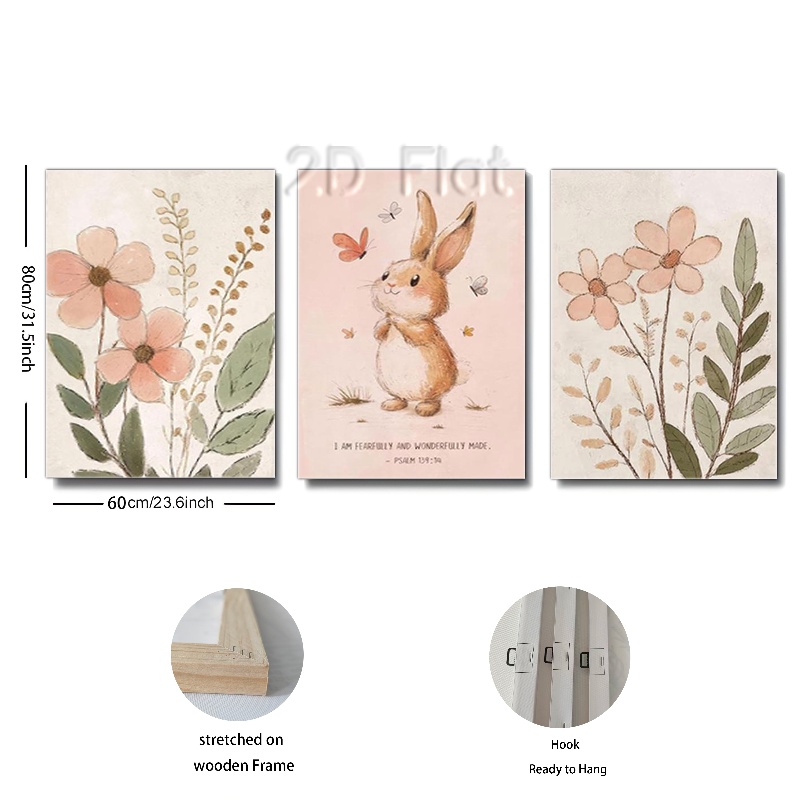 2D Flat
80cm/31.5inch
I AM FEARFULLY AND WONDERFULLY MADE.
- PSALM 139:14
60cm/23.6inch
stretched on
wooden Frame
Hook
Ready to Hang